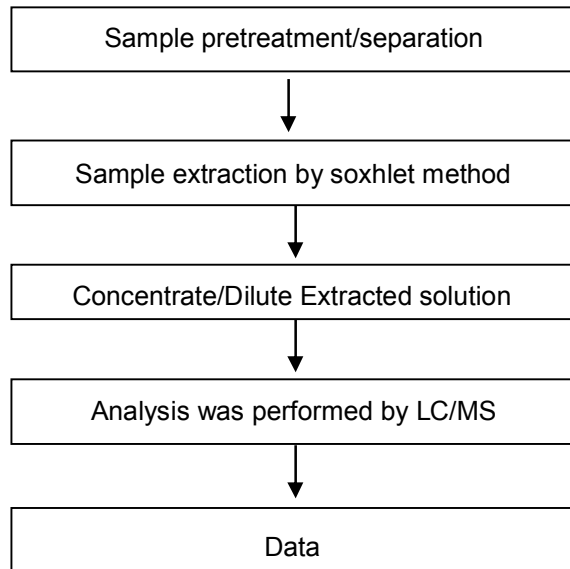 Sample pretreatment/separation
Sample extraction by soxhlet method
Concentrate/Dilute Extracted solution
Analysis was performed by LC/MS
Data